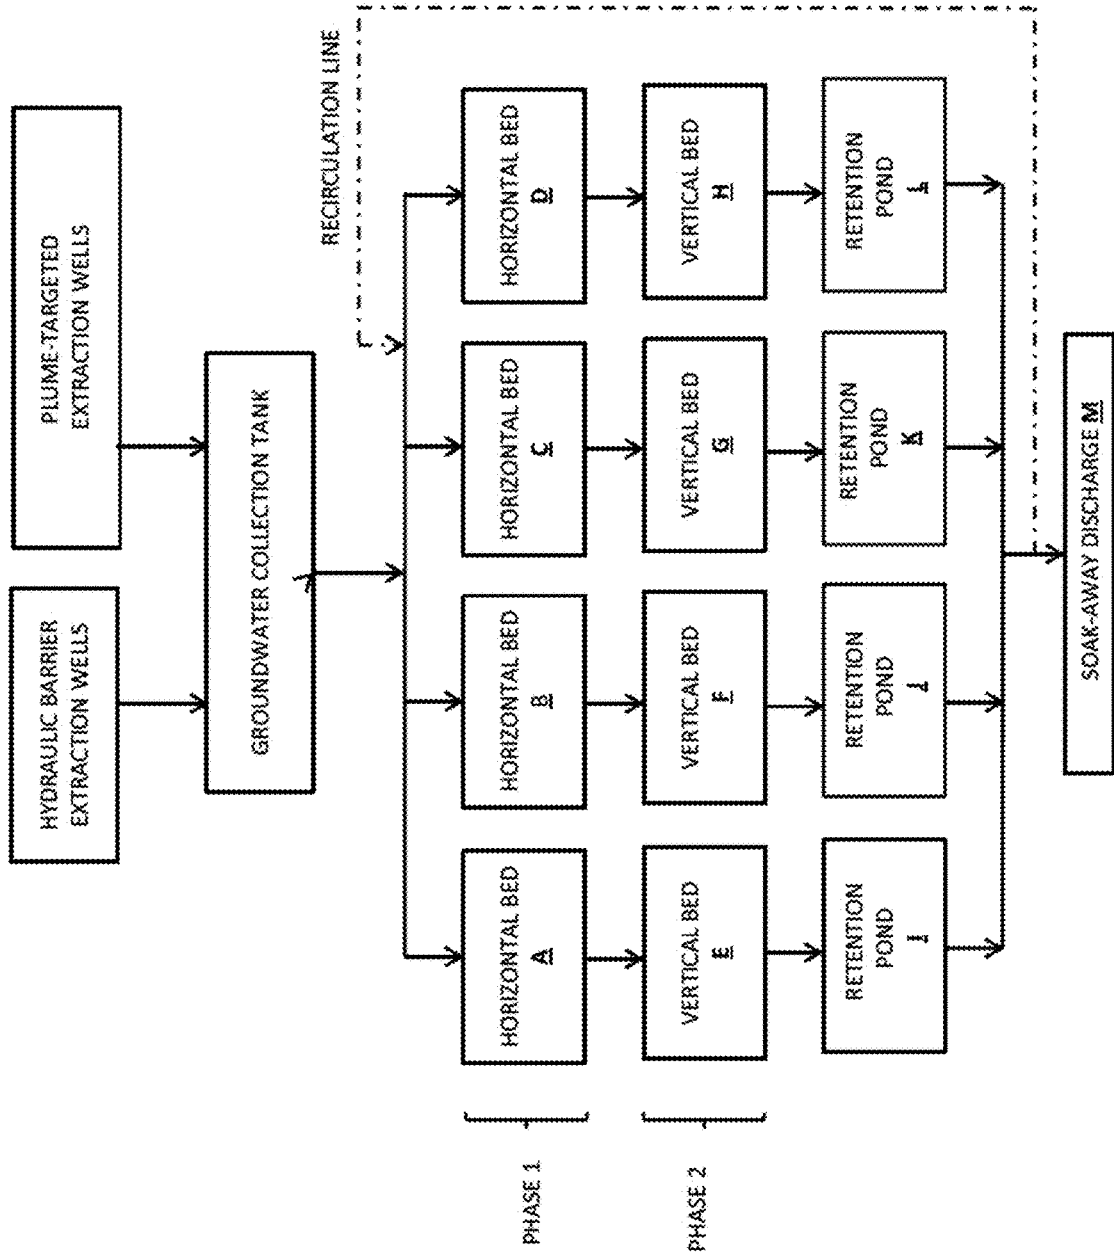 HYDRAULIC BARRIER
EXTRACTION WELLS
PLUME-TARGETED
EXTRACTION WELLS
GROUNDWATER COLLECTION TANK
RECIRCULATION LINE
PHASE 1
HORIZONTAL BED
A
HORIZONTAL BED
B
HORIZONTAL BED
C
HORIZONTAL BED
D
PHASE 2
VERTICAL BED
E
VERTICAL BED
F
VERTICAL BED
G
VERTICAL BED
H
RETENTION
POND
I
RETENTION
POND
J
RETENTION
POND
K
RETENTION
POND
L
SOAK-AWAY DISCHARGE M